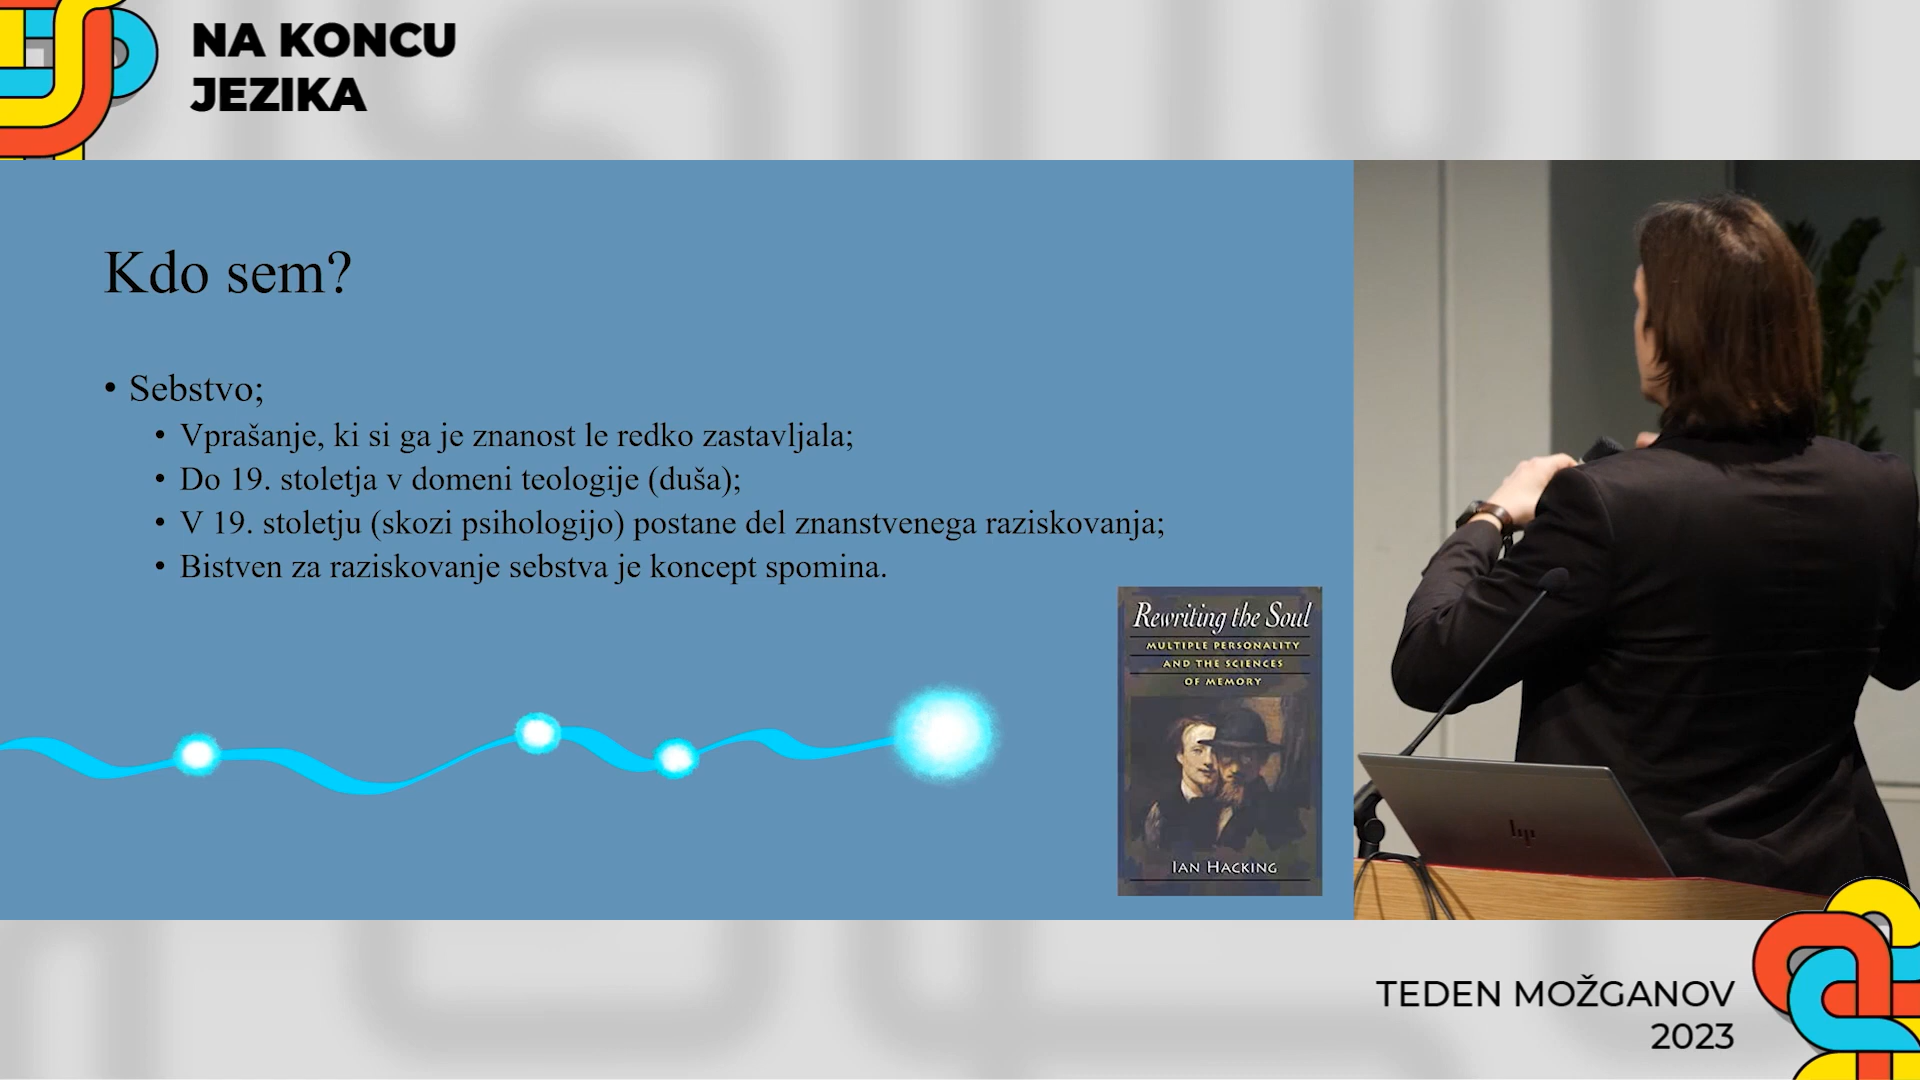 NA KONCU
JEZIKA
Kdo sem?
• Sebstvo;
• Vprašanje, ki si ga je znanost le redko zastavljala;
• Do 19. stoletja v domeni teologije (duša);
• V 19. stoletju (skozi psihologijo) postane del znanstvenega raziskovanja;
• Bistven za raziskovanje sebstva je koncept spomina.
Rewriting the Soul
MULTIPLE PERSONALITY
AND THE SCIENCES
OF MEMORY
IAN HACKING
hp
TEDEN MOŽGANOV
2023